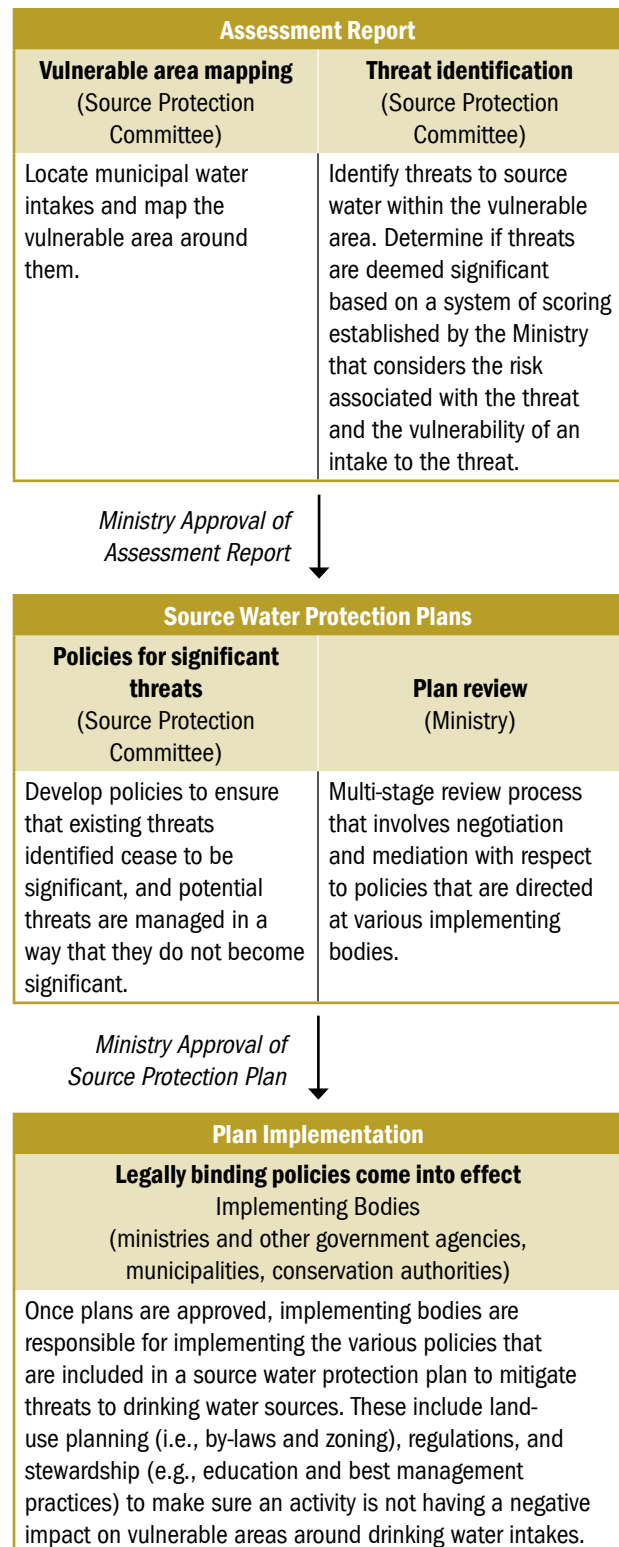 Assessment Report
Vulnerable area mapping
(Source Protection
Committee)
Threat identification
(Source Protection
Committee)
Locate municipal water
intakes and map the
vulnerable area around
them.
Identify threats to source
water within the vulnerable
area. Determine if threats
are deemed significant
based on a system of scoring
established by the Ministry
that considers the risk
associated with the threat
and the vulnerability of an
intake to the threat.
Ministry Approval of
Assessment Report
Source Water Protection Plans
Policies for significant
threats
(Source Protection
Committee)
Plan review
(Ministry)
Develop policies to ensure
that existing threats
identified cease to be
significant, and potential
threats are managed in a
way that they do not become
significant.
Multi-stage review process
that involves negotiation
and mediation with respect
to policies that are directed
at various implementing
bodies.
Ministry Approval of
Source Protection Plan
Plan Implementation
Legally binding policies come into effect
Implementing Bodies
(ministries and other government agencies,
municipalities, conservation authorities)
Once plans are approved, implementing bodies are
responsible for implementing the various policies that
are included in a source water protection plan to mitigate
threats to drinking water sources. These include land-
use planning (i.e., by-laws and zoning), regulations, and
stewardship (e.g., education and best management
practices) to make sure an activity is not having a negative
impact on vulnerable areas around drinking water intakes.